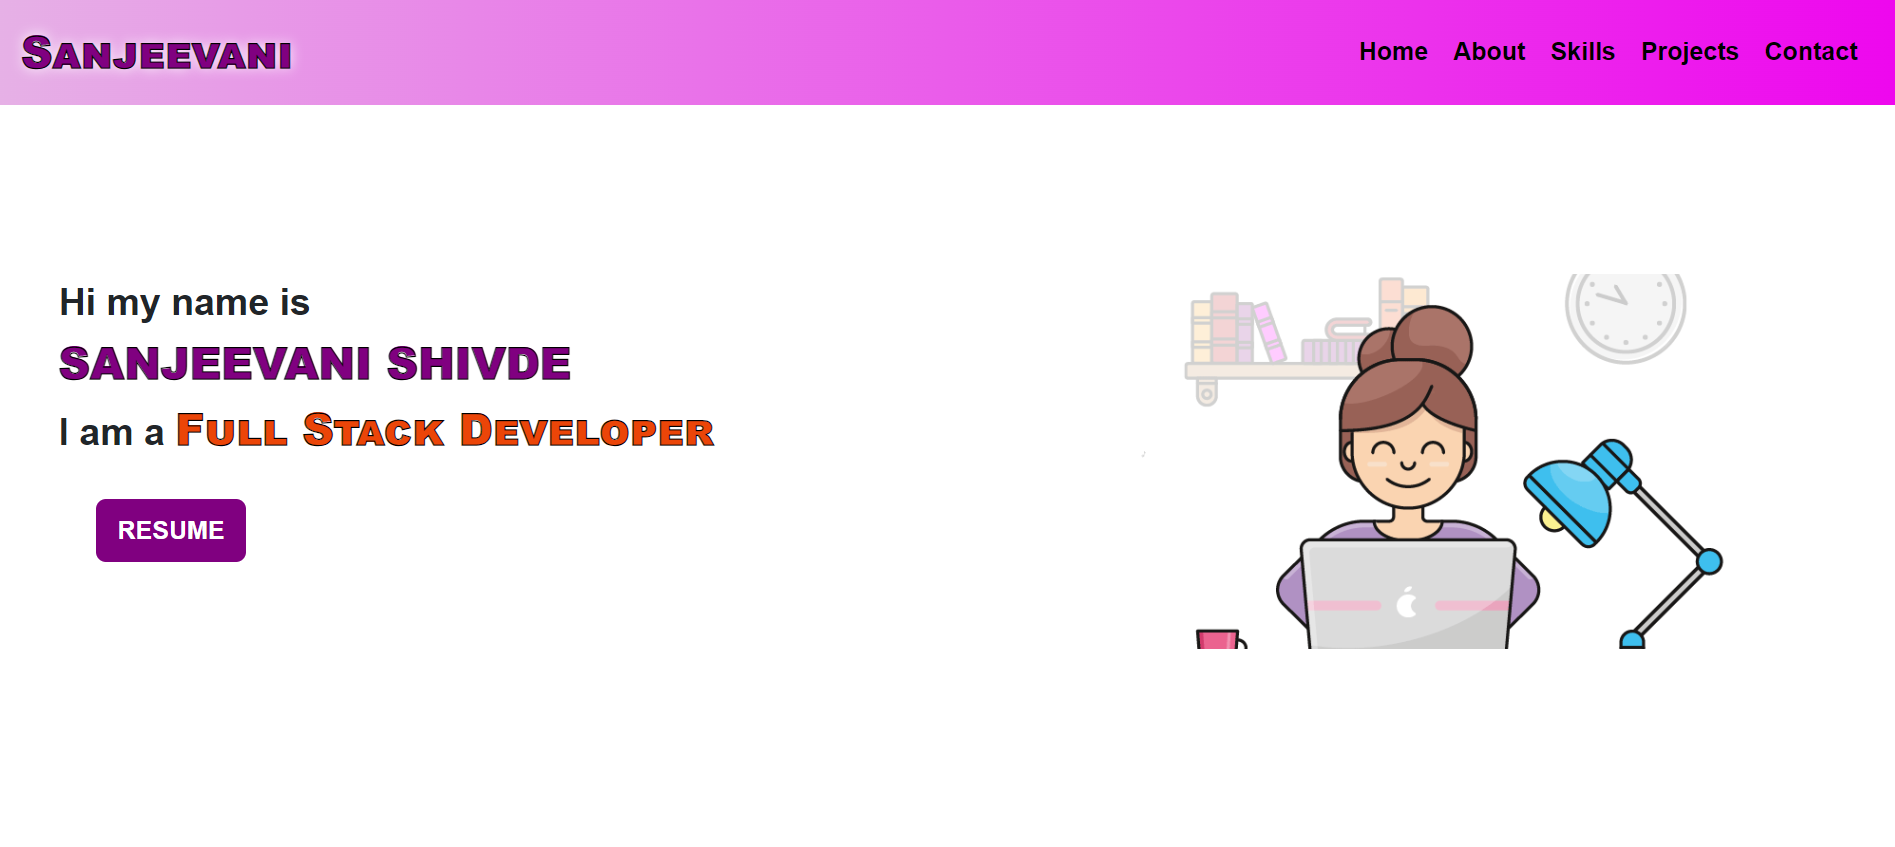 Sanjeevani
Home About Skills Projects Contact
Hi my name is
SANJEEVANI SHIVDE
I am a Full Stack Developer
RESUME